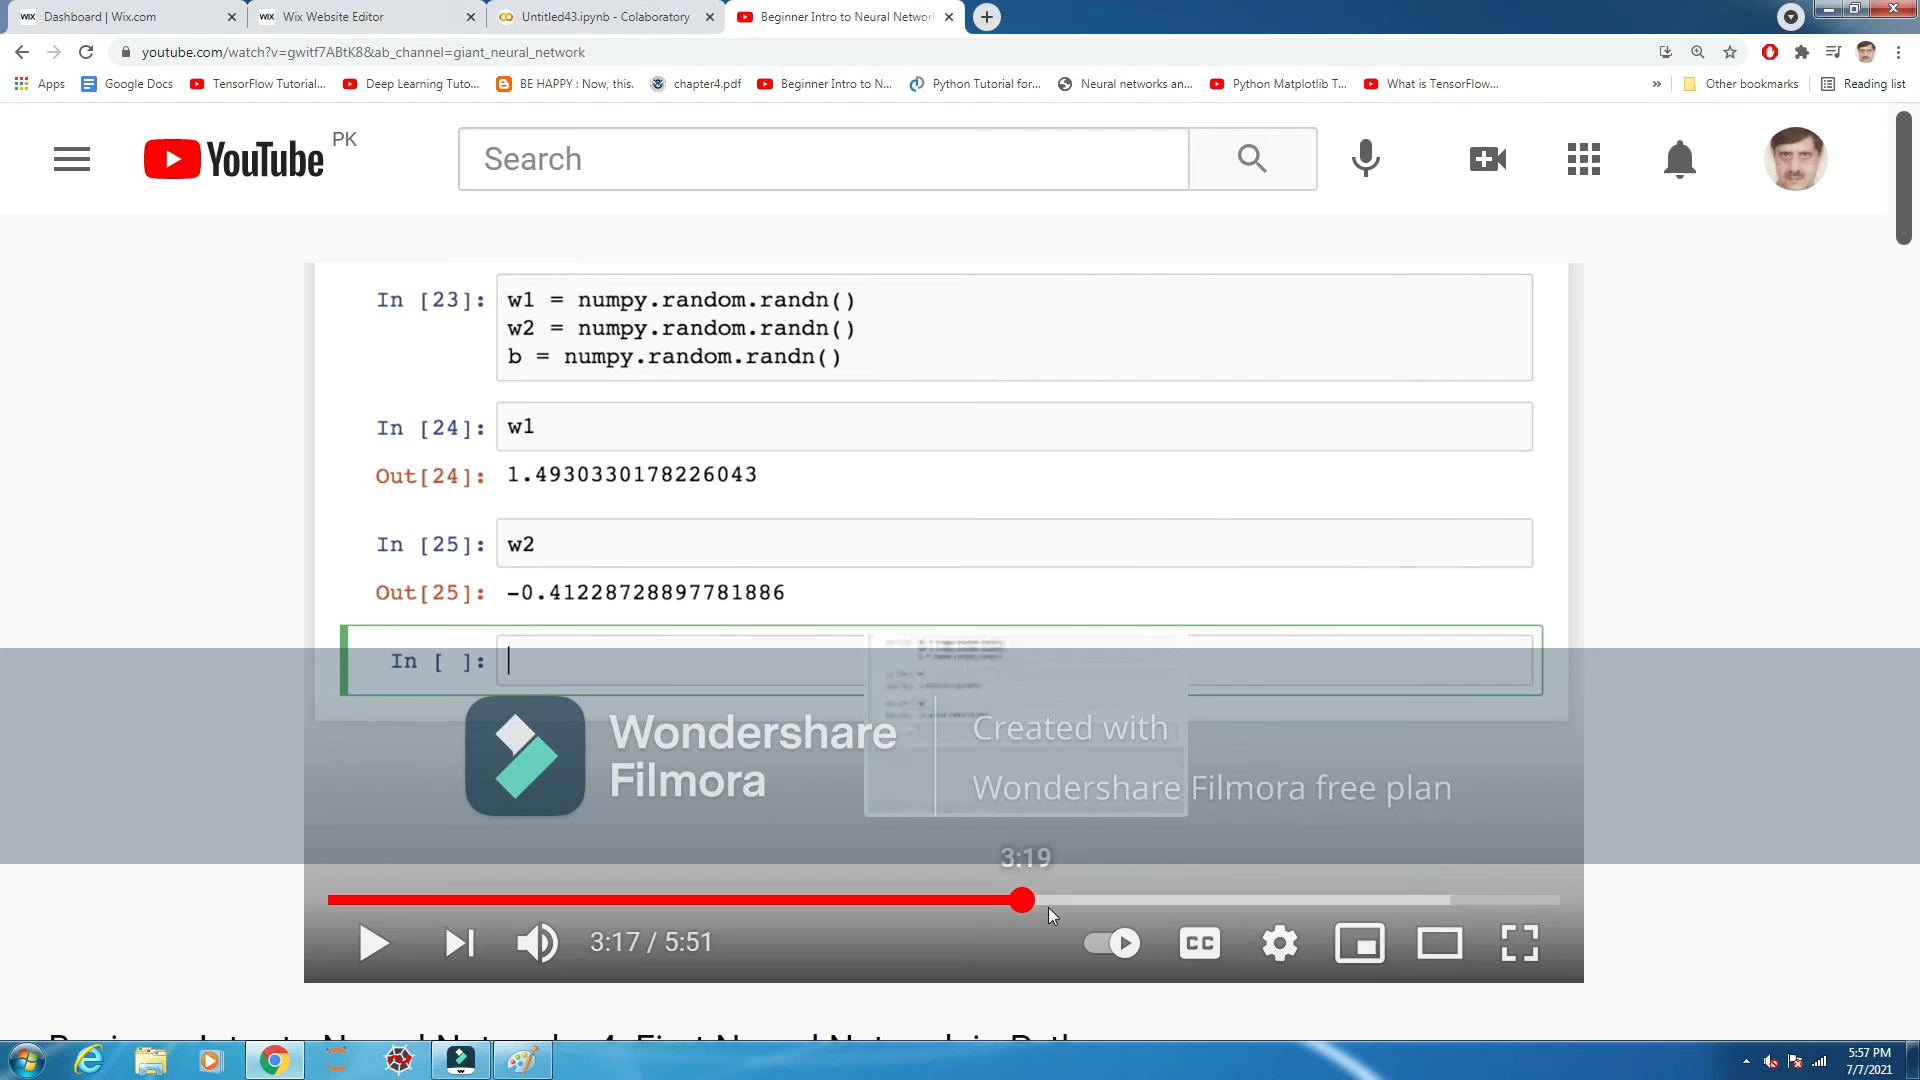 Dashboard | Wix.com
Wix Website Editor
Untitled43.ipynb - Colaboratory
Beginner Intro to Neural Networ
youtube.com/watch?v=gwitf7ABtK8&ab_channel=giant_neural_network
Apps
Google Docs
TensorFlow Tutorial...
Deep Learning Tuto...
BE HAPPY : Now, this.
chapter4.pdf
Beginner Intro to N...
Python Tutorial for...
Neural networks an...
Python Matplotlib T...
What is TensorFlow...
»
Other bookmarks
Reading list
YouTube PK
Search
In [23]: w1 = numpy.random.randn()
w2 = numpy.random.randn()
b = numpy.random.randn()
In [24]: w1
Out[24]: 1.4930330178226043
In [25]: w2
Out[25]: -0.41228728897781886
In [ ]:
Wondershare
Filmora
Created with
Wondershare Filmora free plan
3:19
3:17 / 5:51
CC
5:57 PM
7/7/2021